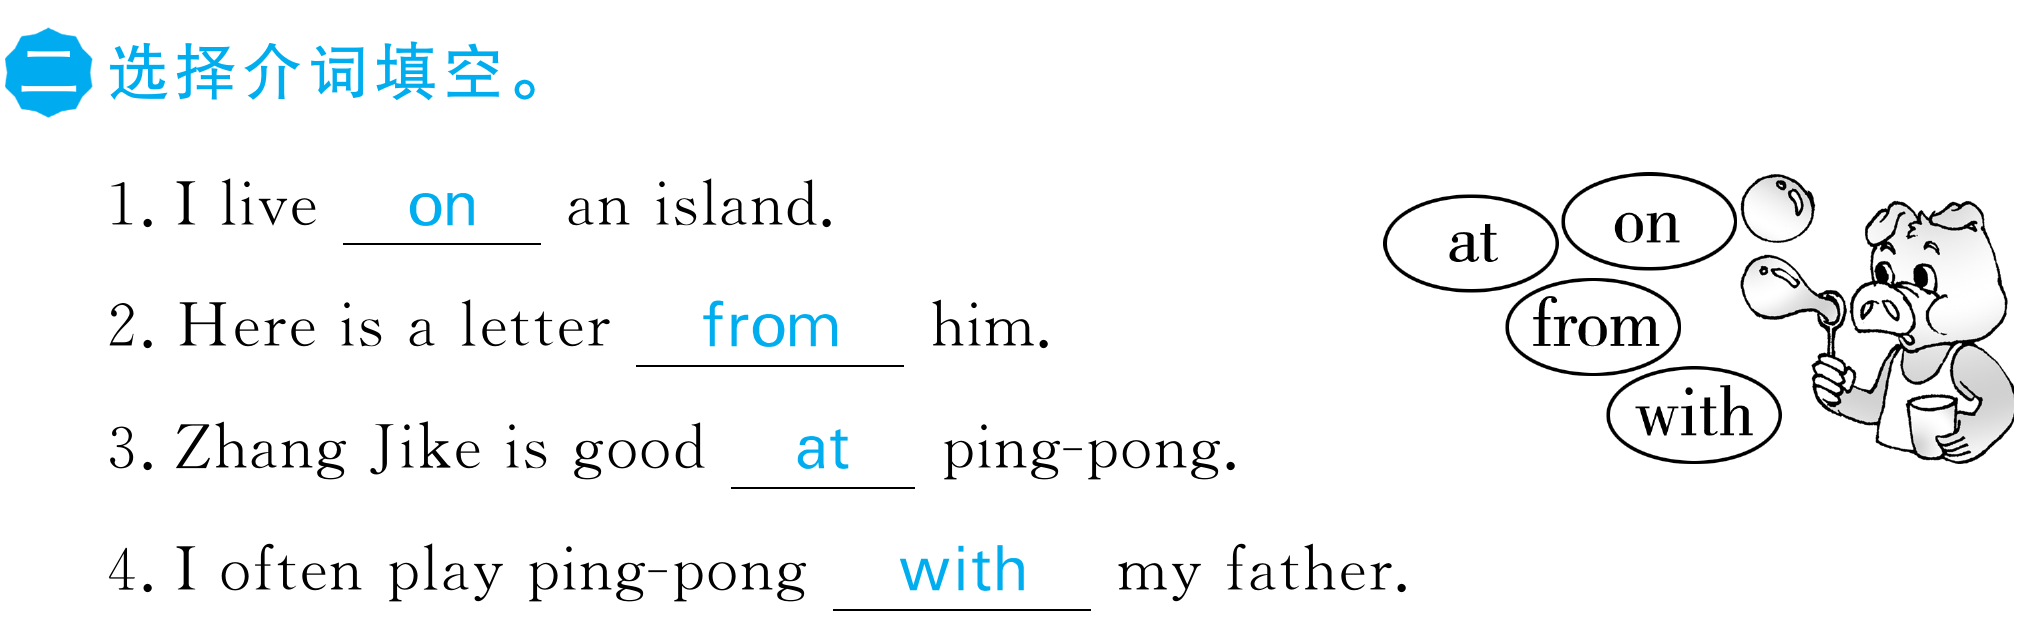 二 选择介词填空。
1. I live on an island.
2. Here is a letter from him.
3. Zhang Jike is good at ping-pong.
4. I often play ping-pong with my father.
at
on
from
with